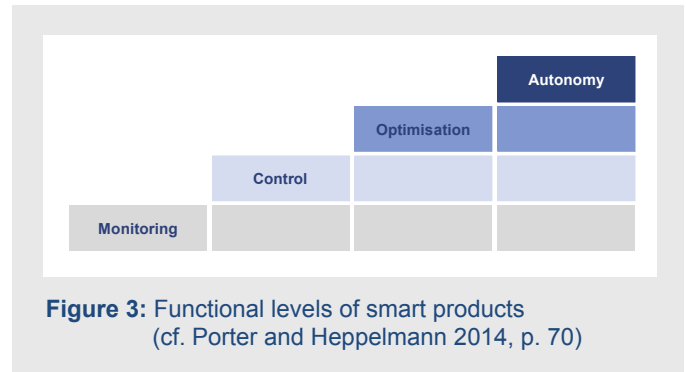 Autonomy
Optimisation
Control
Monitoring
Figure 3: Functional levels of smart products
(cf. Porter and Heppelmann 2014, p. 70)